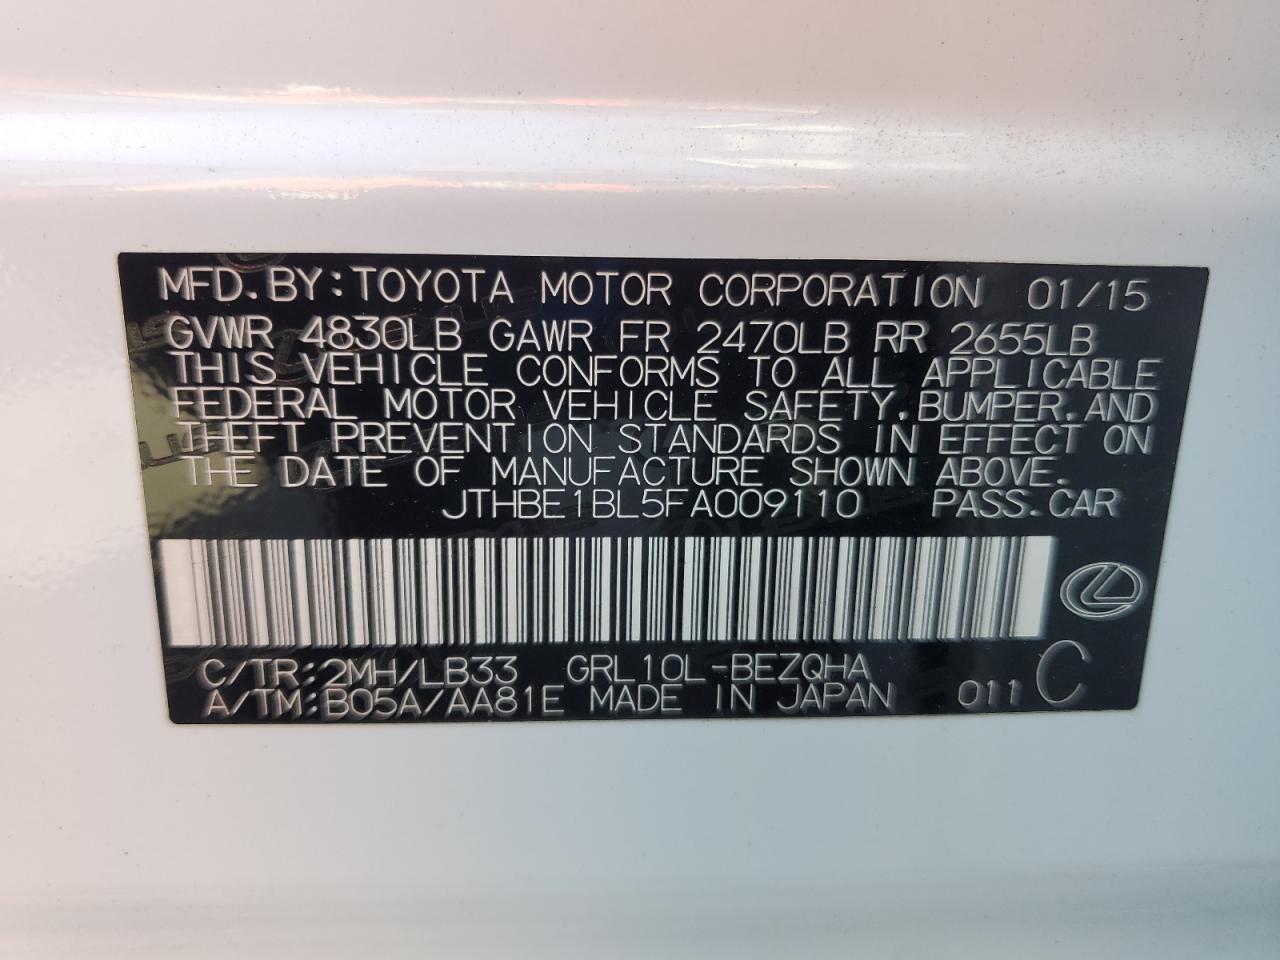 MFD.BY:TOYOTA MOTOR CORPORATION 01/15
GVWR 4830LB GAWR FR 2470LB RR 2655LB
THIS VEHICLE CONFORMS TO ALL APPLICABLE
FEDERAL MOTOR VEHICLE SAFETY,BUMPER,AND
THEFT PREVENTION STANDARDS IN EFFECT ON
THE DATE OF MANUFACTURE SHOWN ABOVE.
JTHBE1BL5FA009110 PASS.CAR
C/TR:2MH/LB33 GRL10L-BEZQHA
A/TM:B05A/AA81E MADE IN JAPAN 011 C